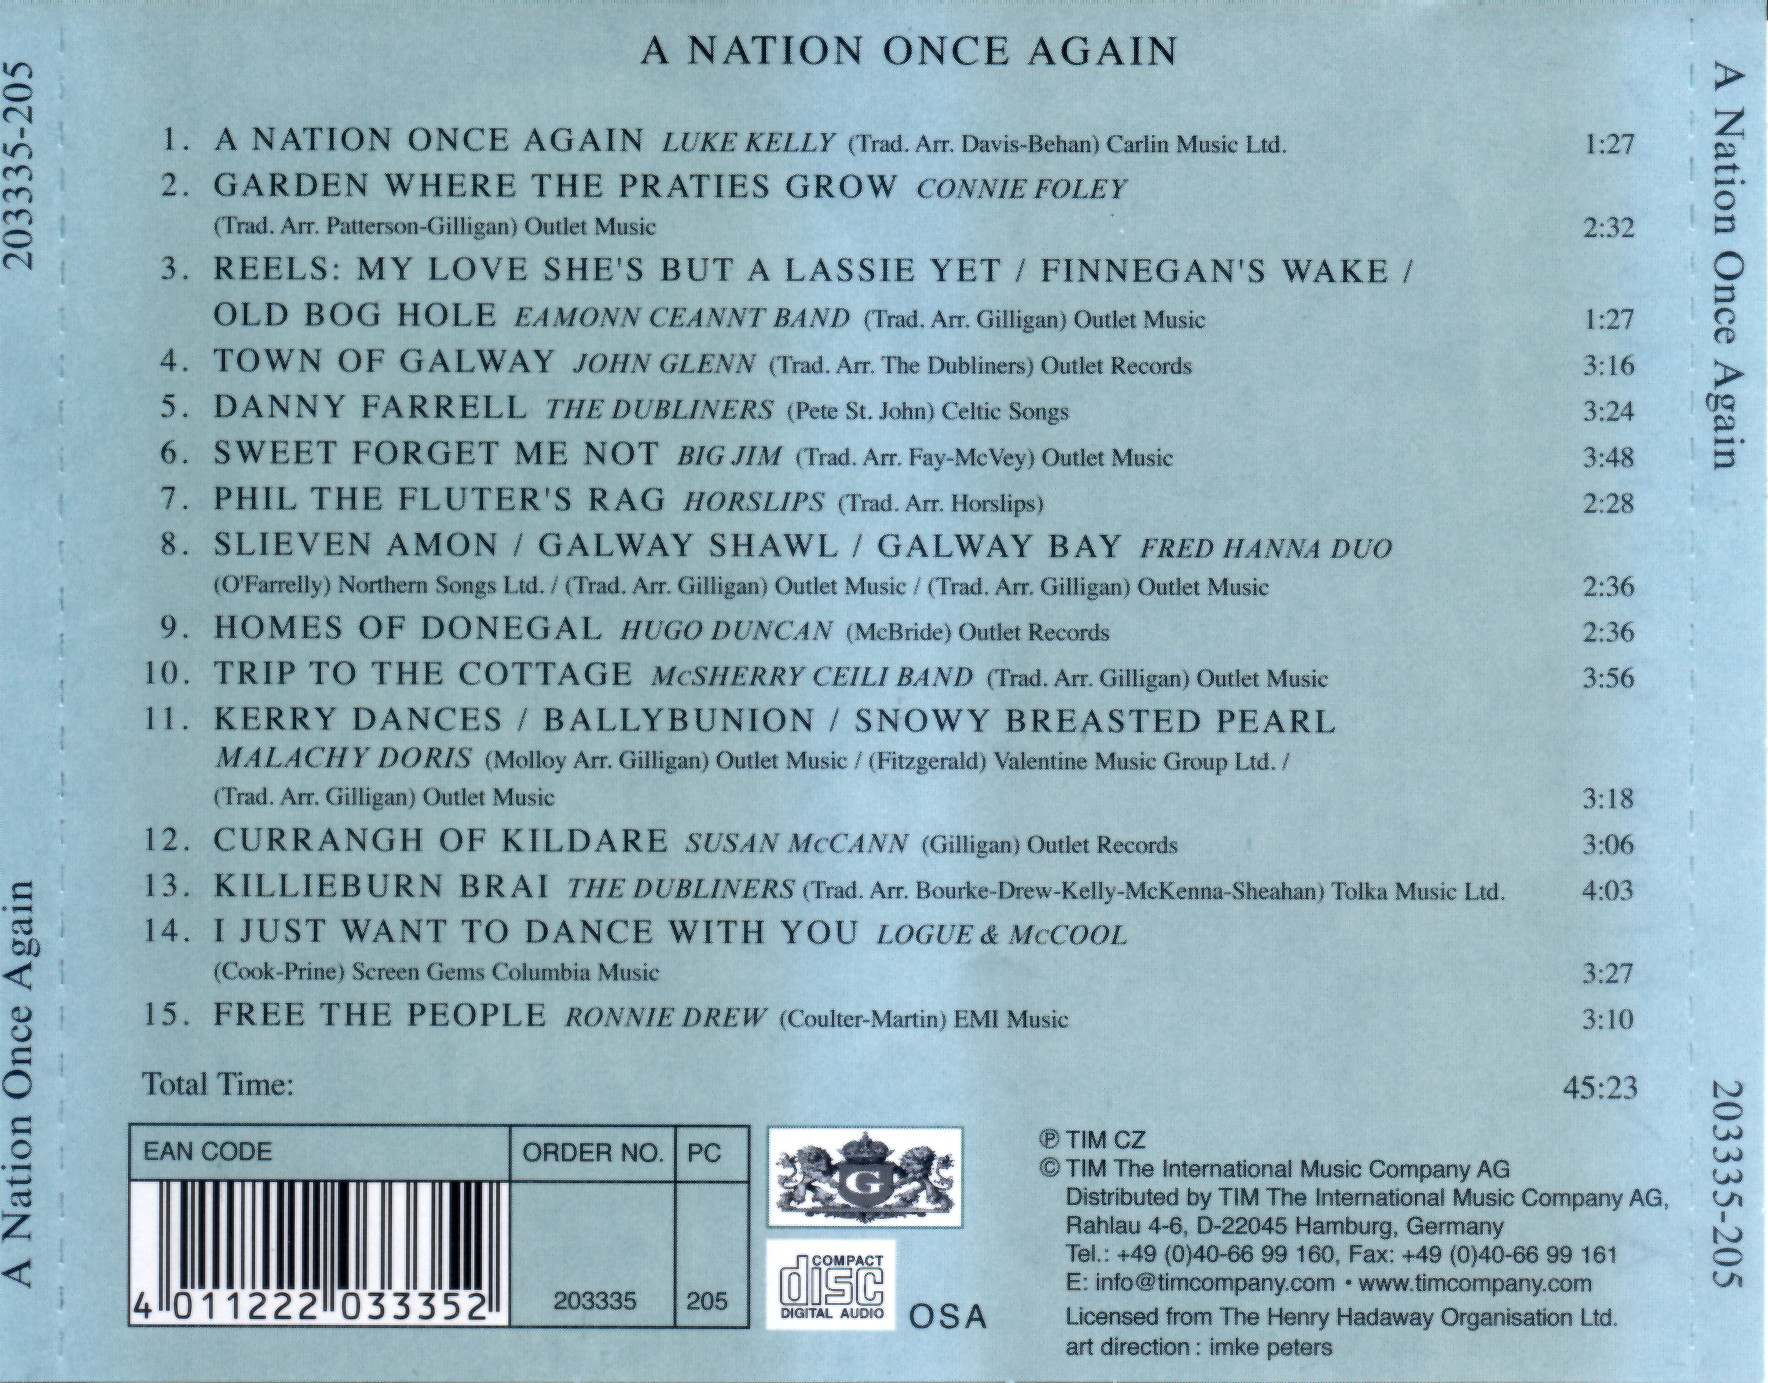 A NATION ONCE AGAIN
1. A NATION ONCE AGAIN LUKE KELLY (Trad. Arr. Davis-Behan) Carlin Music Ltd. 1:27
2. GARDEN WHERE THE PRATIES GROW CONNIE FOLEY
(Trad. Arr. Patterson-Gilligan) Outlet Music 2:32
3. REELS: MY LOVE SHE'S BUT A LASSIE YET / FINNEGAN'S WAKE /
OLD BOG HOLE EAMONN CEANNT BAND (Trad. Arr. Gilligan) Outlet Music 1:27
4. TOWN OF GALWAY JOHN GLENN (Trad. Arr. The Dubliners) Outlet Records 3:16
5. DANNY FARRELL THE DUBLINERS (Pete St. John) Celtic Songs 3:24
6. SWEET FORGET ME NOT BIG JIM (Trad. Arr. Fay-McVey) Outlet Music 3:48
7. PHIL THE FLUTER'S RAG HORSLIPS (Trad. Arr. Horslips) 2:28
8. SLIEVEN AMON / GALWAY SHAWL / GALWAY BAY FRED HANNA DUO
(O'Farrelly) Northern Songs Ltd. / (Trad. Arr. Gilligan) Outlet Music / (Trad. Arr. Gilligan) Outlet Music 2:36
9. HOMES OF DONEGAL HUGO DUNCAN (McBride) Outlet Records 2:36
10. TRIP TO THE COTTAGE McSHERRY CEILI BAND (Trad. Arr. Gilligan) Outlet Music 3:56
11. KERRY DANCES / BALLYBUNION / SNOWY BREASTED PEARL
MALACHY DORIS (Molloy Arr. Gilligan) Outlet Music / (Fitzgerald) Valentine Music Group Ltd. /
(Trad. Arr. Gilligan) Outlet Music 3:18
12. CURRANGH OF KILDARE SUSAN McCANN (Gilligan) Outlet Records 3:06
13. KILLIEBURN BRAI THE DUBLINERS (Trad. Arr. Bourke-Drew-Kelly-McKenna-Sheahan) Tolka Music Ltd. 4:03
14. I JUST WANT TO DANCE WITH YOU LOGUE & McCOOL
(Cook-Prine) Screen Gems Columbia Music 3:27
15. FREE THE PEOPLE RONNIE DREW (Coulter-Martin) EMI Music 3:10
Total Time: 45:23
EAN CODE ORDER NO. PC
4 011222 033352 203335 205
G
COMPACT
disc
DIGITAL AUDIO
OSA
℗ TIM CZ
© TIM The International Music Company AG
Distributed by TIM The International Music Company AG,
Rahlau 4-6, D-22045 Hamburg, Germany
Tel.: +49 (0)40-66 99 160, Fax: +49 (0)40-66 99 161
E: info@timcompany.com • www.timcompany.com
Licensed from The Henry Hadaway Organisation Ltd.
art direction : imke peters
A Nation Once Again 203335-205
A Nation Once Again 203335-205